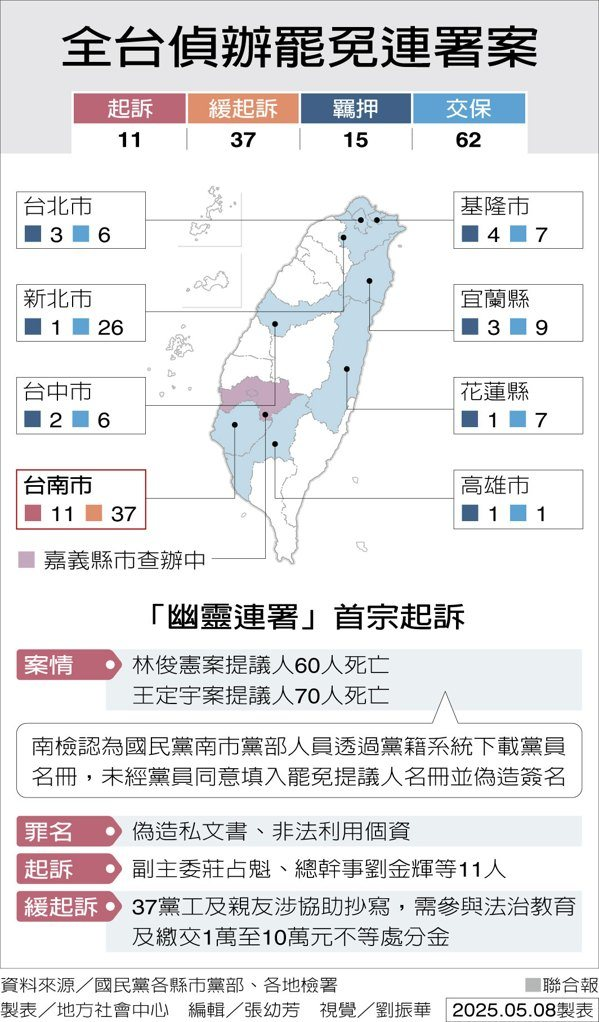 全台偵辦罷免連署案
起訴 緩起訴 羈押 交保
11 37 15 62
台北市
3 6
基隆市
4 7
新北市
1 26
宜蘭縣
3 9
台中市
2 6
花蓮縣
1 7
台南市
11 37
高雄市
1 1
嘉義縣市查辦中
「幽靈連署」首宗起訴
案情 林俊憲案提議人60人死亡
王定宇案提議人70人死亡
南檢認為國民黨南市黨部人員透過黨籍系統下載黨員
名冊，未經黨員同意填入罷免提議人名冊並偽造簽名
罪名 偽造私文書、非法利用個資
起訴 副主委莊占魁、總幹事劉金輝等11人
緩起訴 37黨工及親友涉協助抄寫，需參與法治教育
及繳交1萬至10萬元不等處分金
資料來源／國民黨各縣市黨部、各地檢署 聯合報
製表／地方社會中心 編輯／張幼芳 視覺／劉振華 2025.05.08製表